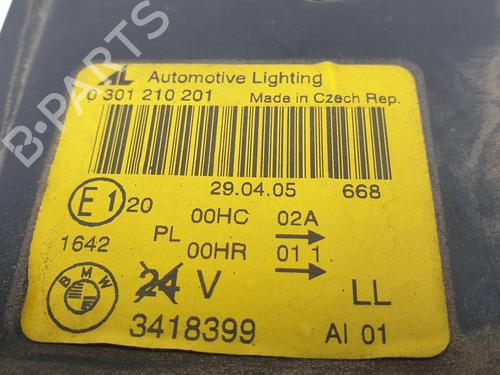 AL Automotive Lighting
0 301 210 201 Made in Czech Rep.
29.04.05 668
E1 20 00HC 02A
PL
1642 00HR 01 1
BMW 24 V LL
3418399 AI 01
B-PARTS